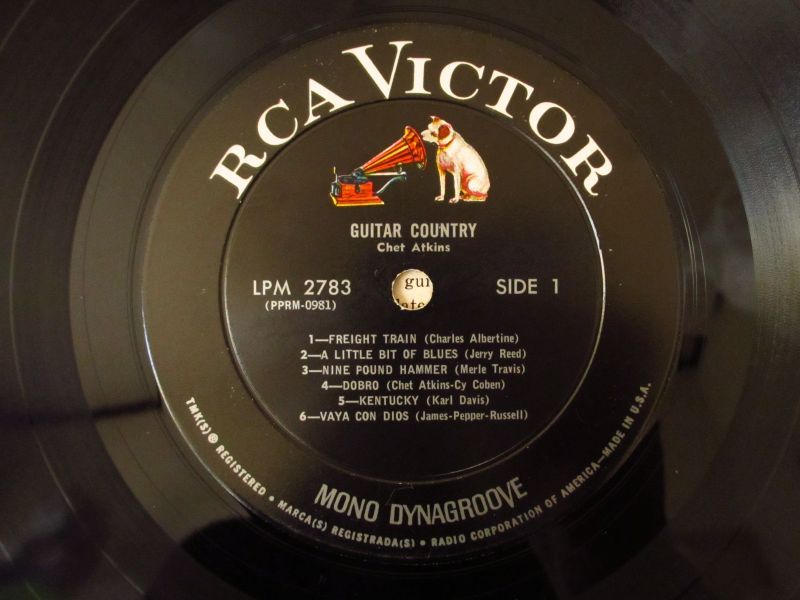 RCA VICTOR
GUITAR COUNTRY
Chet Atkins
LPM 2783
(PPRM-0981)
SIDE 1
gui
1—FREIGHT TRAIN (Charles Albertine)
2—A LITTLE BIT OF BLUES (Jerry Reed)
3—NINE POUND HAMMER (Merle Travis)
4—DOBRO (Chet Atkins-Cy Coben)
5—KENTUCKY (Karl Davis)
6—VAYA CON DIOS (James-Pepper-Russell)
MONO DYNAGROOVE
TMK(S) ® REGISTERED • MARCA(S) REGISTRADA(S) • RADIO CORPORATION OF AMERICA—MADE IN U.S.A.